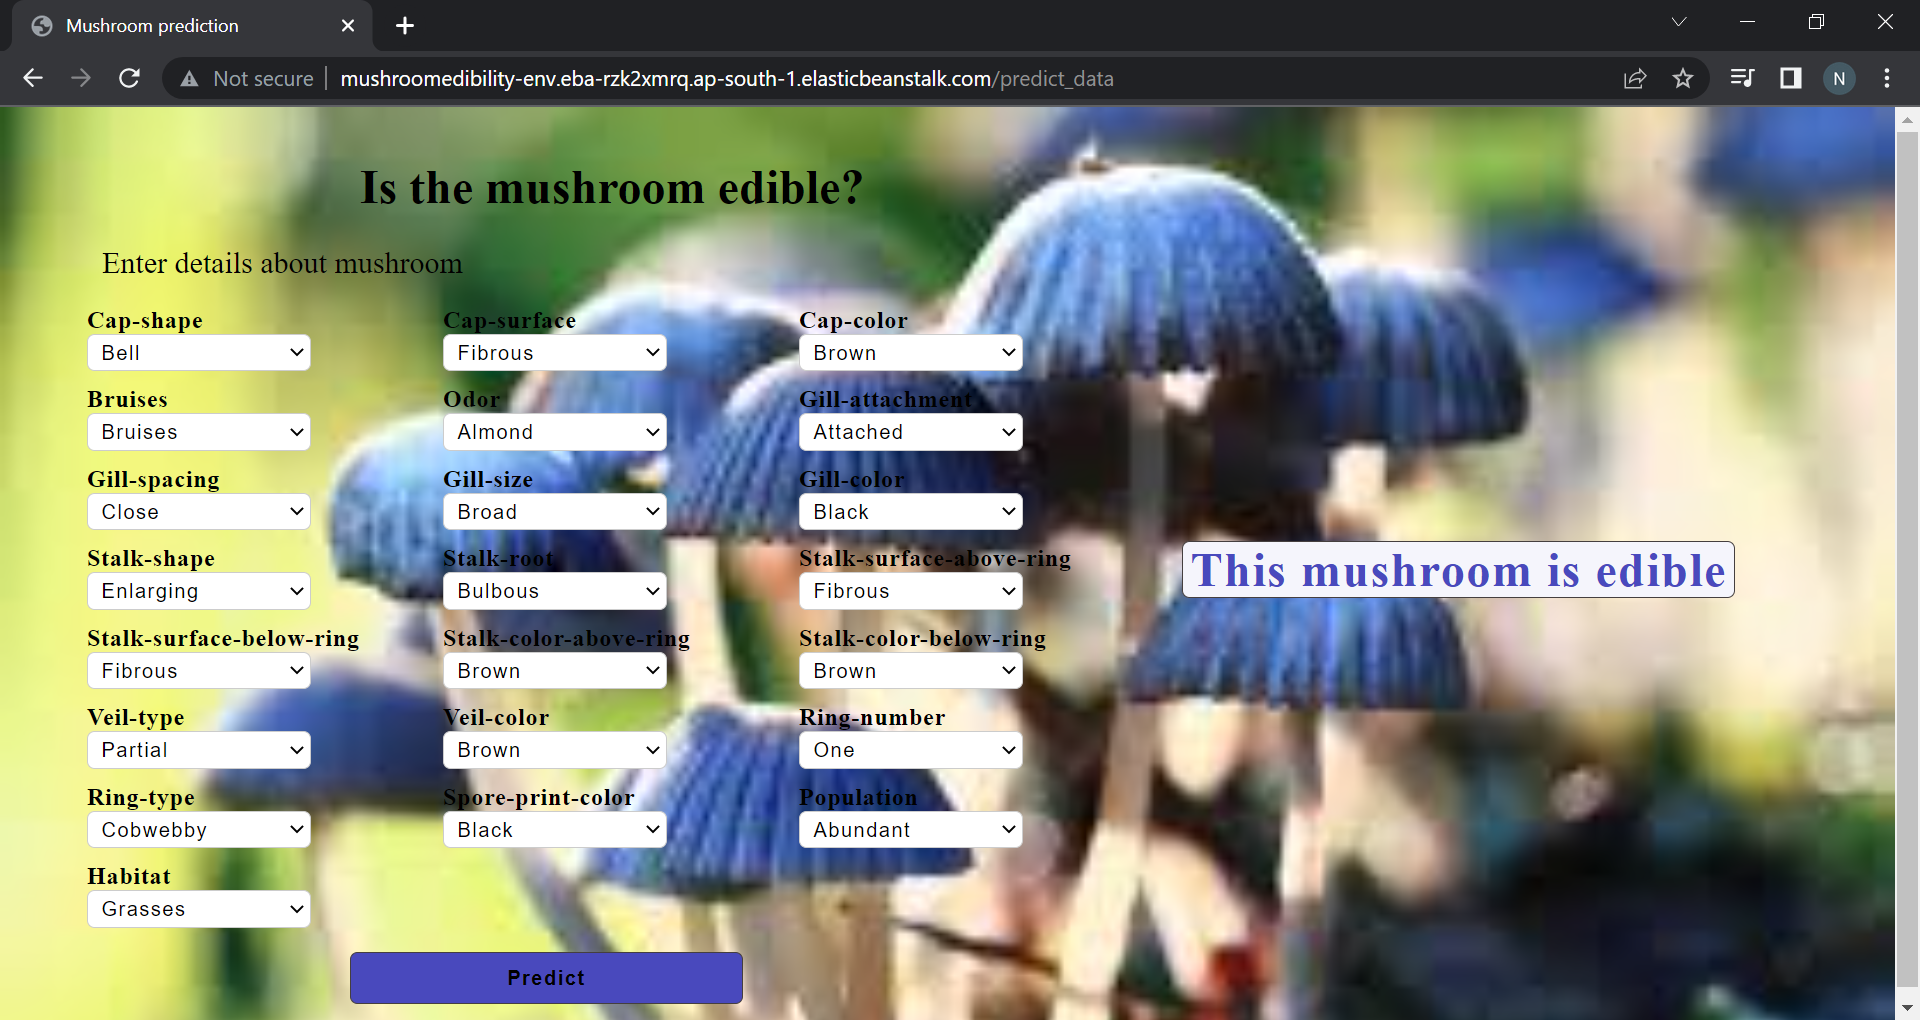 Mushroom prediction
Not secure mushroomedibility-env.eba-rzk2xmrq.ap-south-1.elasticbeanstalk.com/predict_data
N
Is the mushroom edible?
Enter details about mushroom
Cap-shape Cap-surface Cap-color
Bell Fibrous Brown
Bruises Odor Gill-attachment
Bruises Almond Attached
Gill-spacing Gill-size Gill-color
Close Broad Black
Stalk-shape Stalk-root Stalk-surface-above-ring
Enlarging Bulbous Fibrous
This mushroom is edible
Stalk-surface-below-ring Stalk-color-above-ring Stalk-color-below-ring
Fibrous Brown Brown
Veil-type Veil-color Ring-number
Partial Brown One
Ring-type Spore-print-color Population
Cobwebby Black Abundant
Habitat
Grasses
Predict